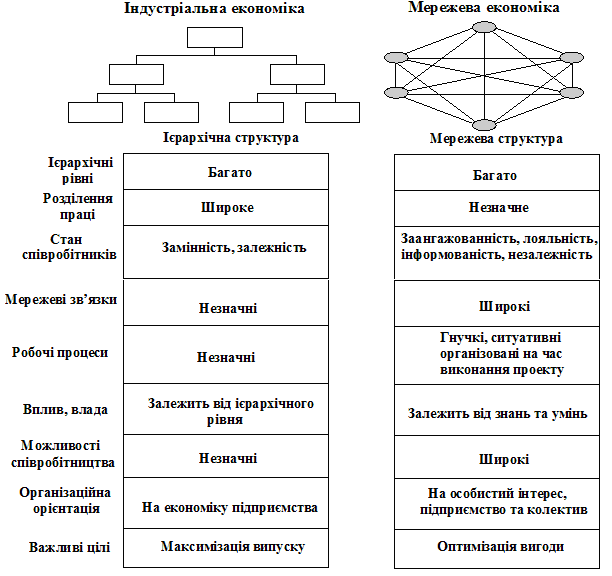 Індустріальна економіка
Мережева економіка
Ієрархічна структура
Мережева структура
Ієрархічні
рівні
Багато
Багато
Розділення
праці
Широке
Незначне
Стан
співробітників
Замінність, залежність
Заангажованність, лояльність,
інформованість, незалежність
Мережеві зв’язки
Незначні
Широкі
Робочі процеси
Незначні
Гнучкі, ситуативні
організовані на час
виконання проекту
Вплив, влада
Залежить від ієрархічного
рівня
Залежить від знань та умінь
Можливості
співробітництва
Незначні
Широкі
Організаційна
орієнтація
На економіку підприємства
На особистий інтерес,
підприємство та колектив
Важливі цілі
Максимізація випуску
Оптимізація вигоди